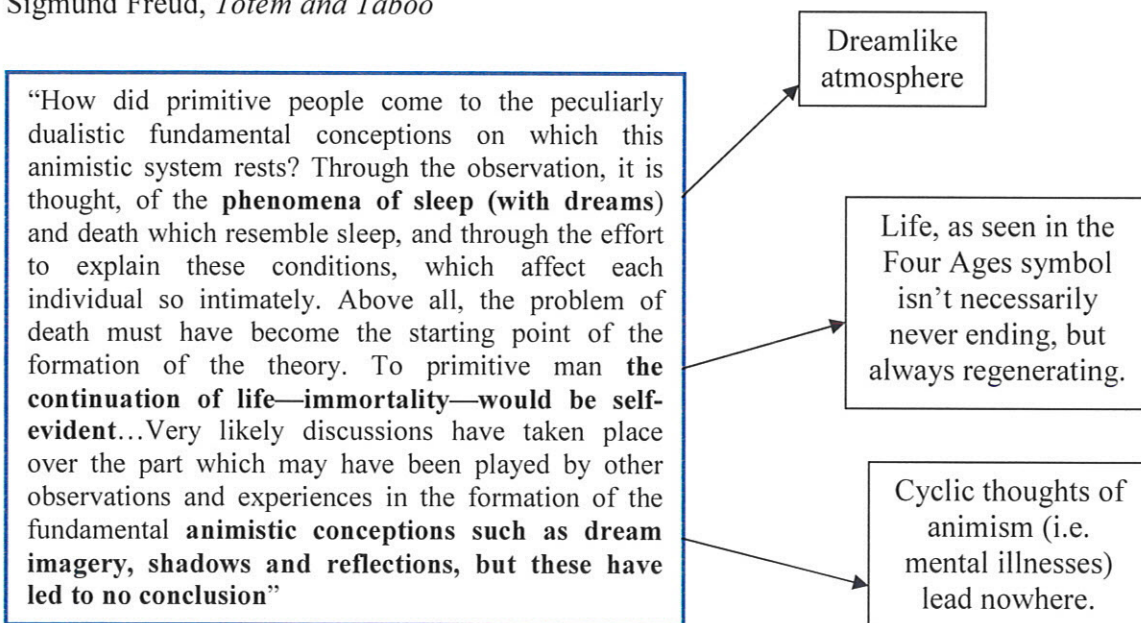 Sigmund Freud, Totem and Taboo
Dreamlike
atmosphere
“How did primitive people come to the peculiarly
dualistic fundamental conceptions on which this
animistic system rests? Through the observation, it is
thought, of the phenomena of sleep (with dreams)
and death which resemble sleep, and through the effort
to explain these conditions, which affect each
individual so intimately. Above all, the problem of
death must have become the starting point of the
formation of the theory. To primitive man the
continuation of life—immortality—would be self-
evident…Very likely discussions have taken place
over the part which may have been played by other
observations and experiences in the formation of the
fundamental animistic conceptions such as dream
imagery, shadows and reflections, but these have
led to no conclusion”
Life, as seen in the
Four Ages symbol
isn’t necessarily
never ending, but
always regenerating.
Cyclic thoughts of
animism (i.e.
mental illnesses)
lead nowhere.